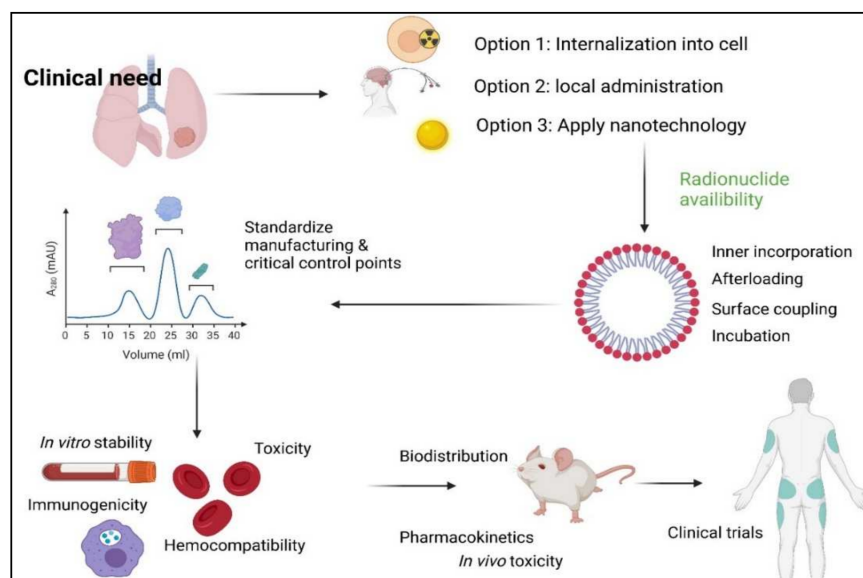 Clinical need
Option 1: Internalization into cell
Option 2: local administration
Option 3: Apply nanotechnology
Radionuclide
availibility
Inner incorporation
Afterloading
Surface coupling
Incubation
Standardize
manufacturing &
critical control points
A₂₈₀ (mAU)
0 5 10 15 20 25 30 35 40
Volume (ml)
In vitro stability
Toxicity
Immunogenicity
Hemocompatibility
Biodistribution
Pharmacokinetics
In vivo toxicity
Clinical trials